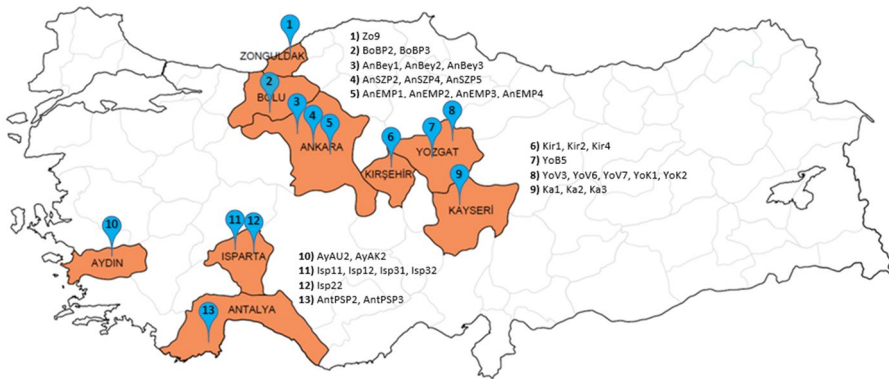 1
ZONGULDAK
1) Zo9
2) BoBP2, BoBP3
3) AnBey1, AnBey2, AnBey3
4) AnSZP2, AnSZP4, AnSZP5
5) AnEMP1, AnEMP2, AnEMP3, AnEMP4
2
BOLU
3
4
5
ANKARA
6
KIRŞEHİR
7
8
YOZGAT
9
KAYSERİ
6) Kir1, Kir2, Kir4
7) YoB5
8) YoV3, YoV6, YoV7, YoK1, YoK2
9) Ka1, Ka2, Ka3
10
AYDIN
11
12
ISPARTA
10) AyAU2, AyAK2
11) Isp11, Isp12, Isp31, Isp32
12) Isp22
13) AntPSP2, AntPSP3
13
ANTALYA